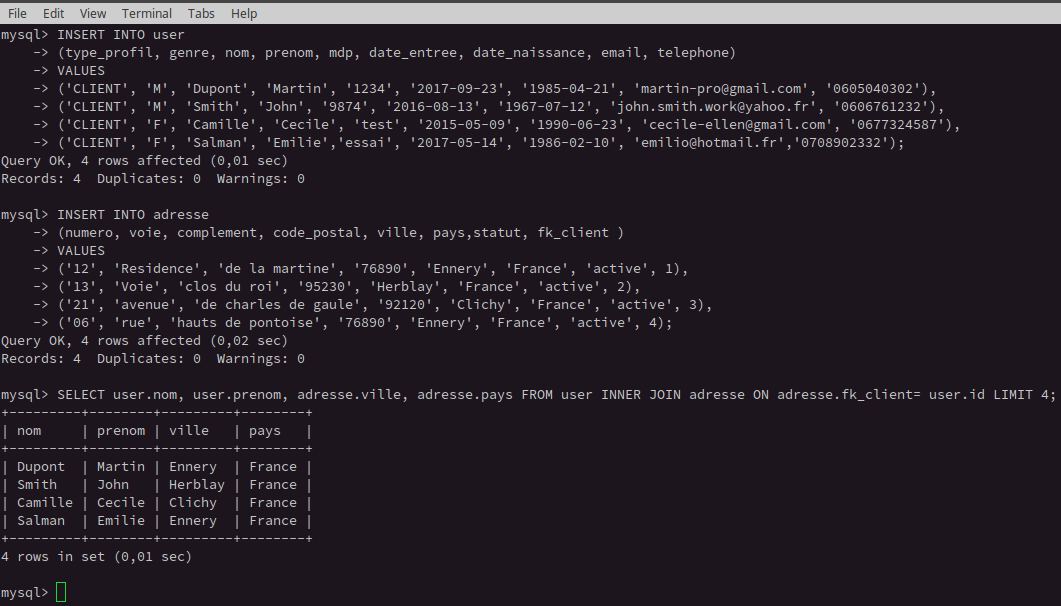 File Edit View Terminal Tabs Help
mysql> INSERT INTO user
    -> (type_profil, genre, nom, prenom, mdp, date_entree, date_naissance, email, telephone)
    -> VALUES
    -> ('CLIENT', 'M', 'Dupont', 'Martin', '1234', '2017-09-23', '1985-04-21', 'martin-pro@gmail.com', '0605040302'),
    -> ('CLIENT', 'M', 'Smith', 'John', '9874', '2016-08-13', '1967-07-12', 'john.smith.work@yahoo.fr', '0606761232'),
    -> ('CLIENT', 'F', 'Camille', 'Cecile', 'test', '2015-05-09', '1990-06-23', 'cecile-ellen@gmail.com', '0677324587'),
    -> ('CLIENT', 'F', 'Salman', 'Emilie','essai', '2017-05-14', '1986-02-10', 'emilio@hotmail.fr','0708902332');
Query OK, 4 rows affected (0,01 sec)
Records: 4  Duplicates: 0  Warnings: 0
mysql> INSERT INTO adresse
    -> (numero, voie, complement, code_postal, ville, pays,statut, fk_client )
    -> VALUES
    -> ('12', 'Residence', 'de la martine', '76890', 'Ennery', 'France', 'active', 1),
    -> ('13', 'Voie', 'clos du roi', '95230', 'Herblay', 'France', 'active', 2),
    -> ('21', 'avenue', 'de charles de gaule', '92120', 'Clichy', 'France', 'active', 3),
    -> ('06', 'rue', 'hauts de pontoise', '76890', 'Ennery', 'France', 'active', 4);
Query OK, 4 rows affected (0,02 sec)
Records: 4  Duplicates: 0  Warnings: 0
mysql> SELECT user.nom, user.prenom, adresse.ville, adresse.pays FROM user INNER JOIN adresse ON adresse.fk_client= user.id LIMIT 4;
+---------+--------+---------+--------+
| nom     | prenom | ville   | pays   |
+---------+--------+---------+--------+
| Dupont  | Martin | Ennery  | France |
| Smith   | John   | Herblay | France |
| Camille | Cecile | Clichy  | France |
| Salman  | Emilie | Ennery  | France |
+---------+--------+---------+--------+
4 rows in set (0,01 sec)
mysql>